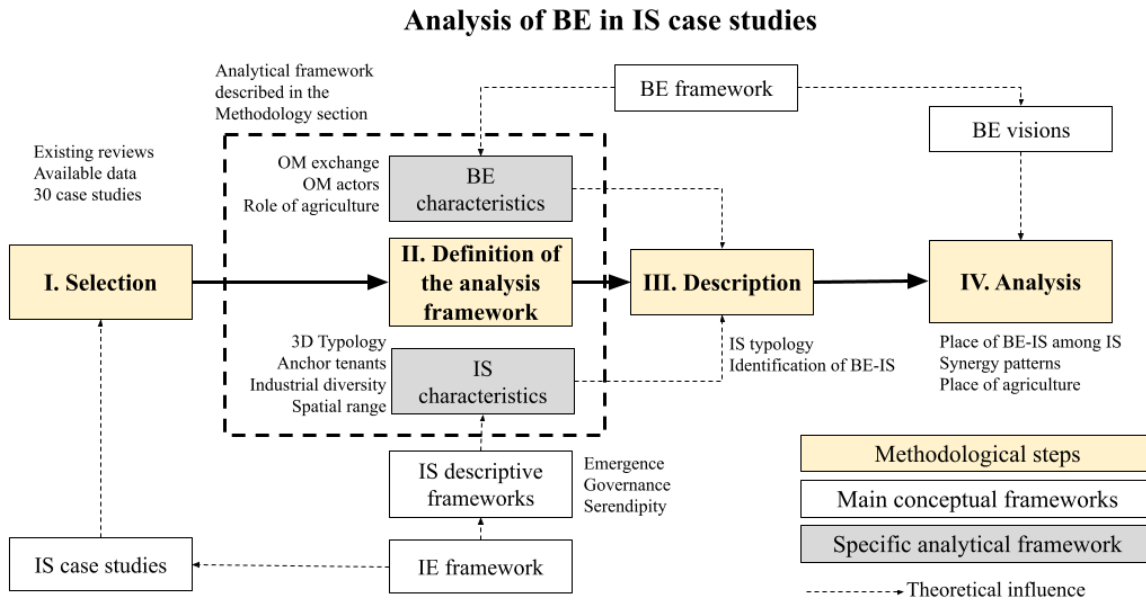 Analysis of BE in IS case studies
Analytical framework
described in the
Methodology section
BE framework
BE visions
Existing reviews
Available data
30 case studies
OM exchange
OM actors
Role of agriculture
BE
characteristics
I. Selection
II. Definition of
the analysis
framework
III. Description
IV. Analysis
3D Typology
Anchor tenants
Industrial diversity
Spatial range
IS
characteristics
IS typology
Identification of BE-IS
Place of BE-IS among IS
Synergy patterns
Place of agriculture
IS descriptive
frameworks
Emergence
Governance
Serendipity
IS case studies
IE framework
Methodological steps
Main conceptual frameworks
Specific analytical framework
Theoretical influence